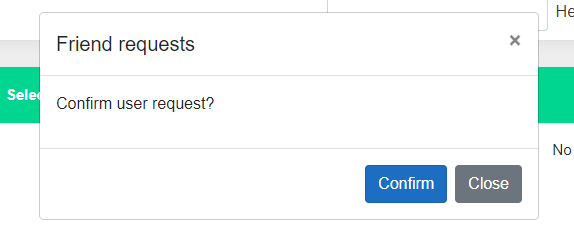 He
Friend requests
×
Selec
Confirm user request?
No
Confirm
Close